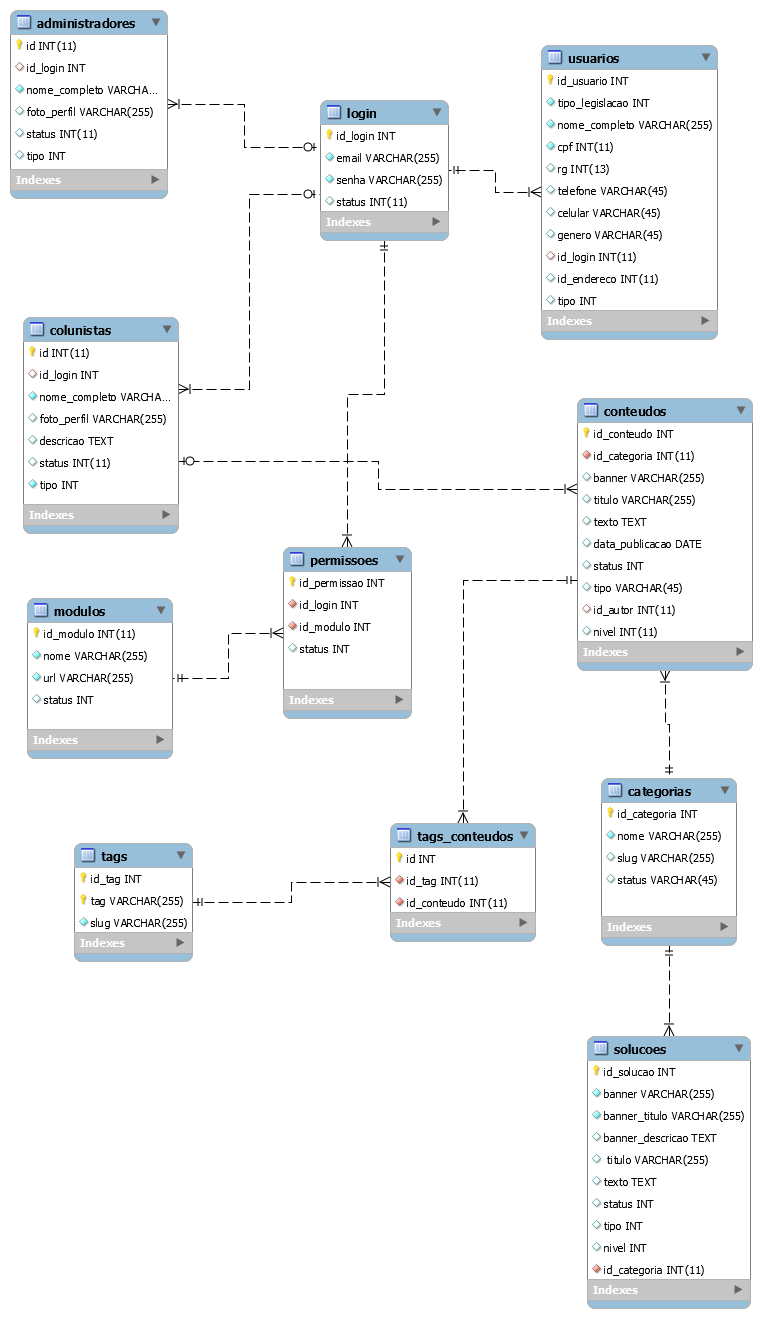 administradores
id INT(11)
id_login INT
nome_completo VARCHA...
foto_perfil VARCHAR(255)
status INT(11)
tipo INT
Indexes
login
id_login INT
email VARCHAR(255)
senha VARCHAR(255)
status INT(11)
Indexes
usuarios
id_usuario INT
tipo_legislacao INT
nome_completo VARCHAR(255)
cpf INT(11)
rg INT(13)
telefone VARCHAR(45)
celular VARCHAR(45)
genero VARCHAR(45)
id_login INT(11)
id_endereco INT(11)
tipo INT
Indexes
colunistas
id INT(11)
id_login INT
nome_completo VARCHA...
foto_perfil VARCHAR(255)
descricao TEXT
status INT(11)
tipo INT
Indexes
conteudos
id_conteudo INT
id_categoria INT(11)
banner VARCHAR(255)
titulo VARCHAR(255)
texto TEXT
data_publicacao DATE
status INT
tipo VARCHAR(45)
id_autor INT(11)
nivel INT(11)
Indexes
permissoes
id_permissao INT
id_login INT
id_modulo INT
status INT
Indexes
modulos
id_modulo INT(11)
nome VARCHAR(255)
url VARCHAR(255)
status INT
Indexes
categorias
id_categoria INT
nome VARCHAR(255)
slug VARCHAR(255)
status VARCHAR(45)
Indexes
tags_conteudos
id INT
id_tag INT(11)
id_conteudo INT(11)
Indexes
tags
id_tag INT
tag VARCHAR(255)
slug VARCHAR(255)
Indexes
solucoes
id_solucao INT
banner VARCHAR(255)
banner_titulo VARCHAR(255)
banner_descricao TEXT
titulo VARCHAR(255)
texto TEXT
status INT
tipo INT
nivel INT
id_categoria INT(11)
Indexes